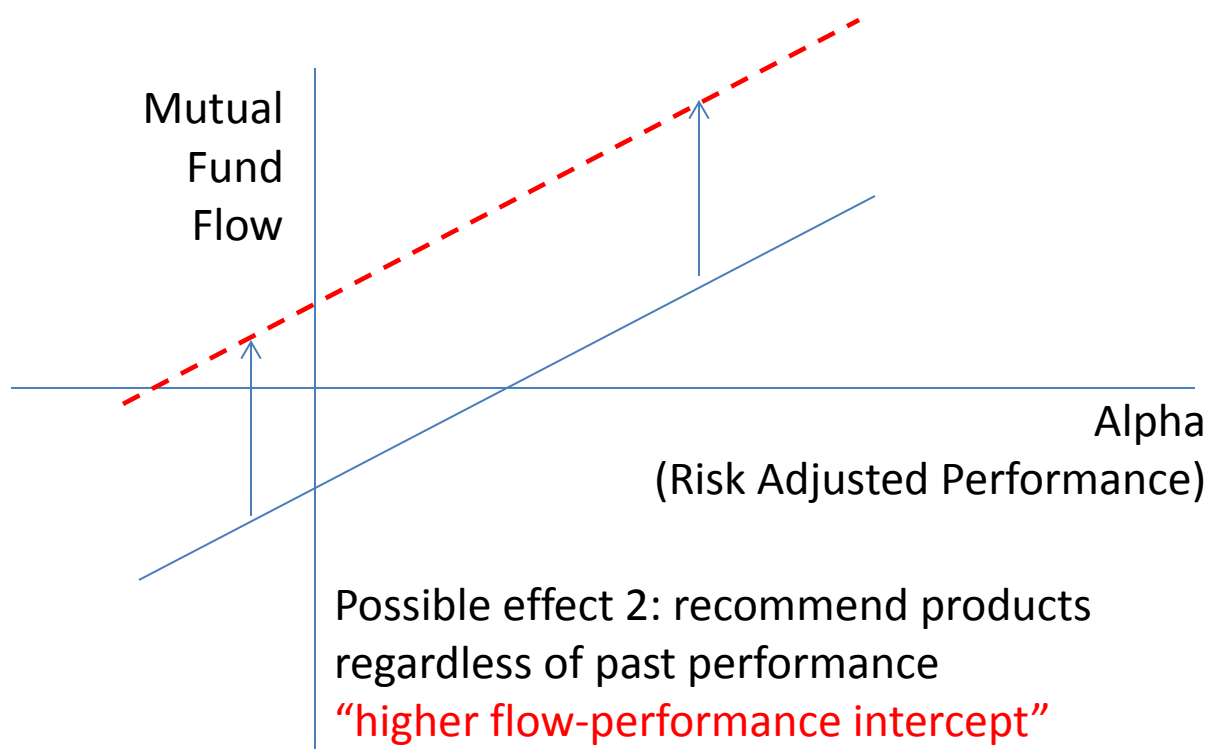 Mutual
Fund
Flow
Alpha
(Risk Adjusted Performance)
Possible effect 2: recommend products
regardless of past performance
“higher flow-performance intercept”